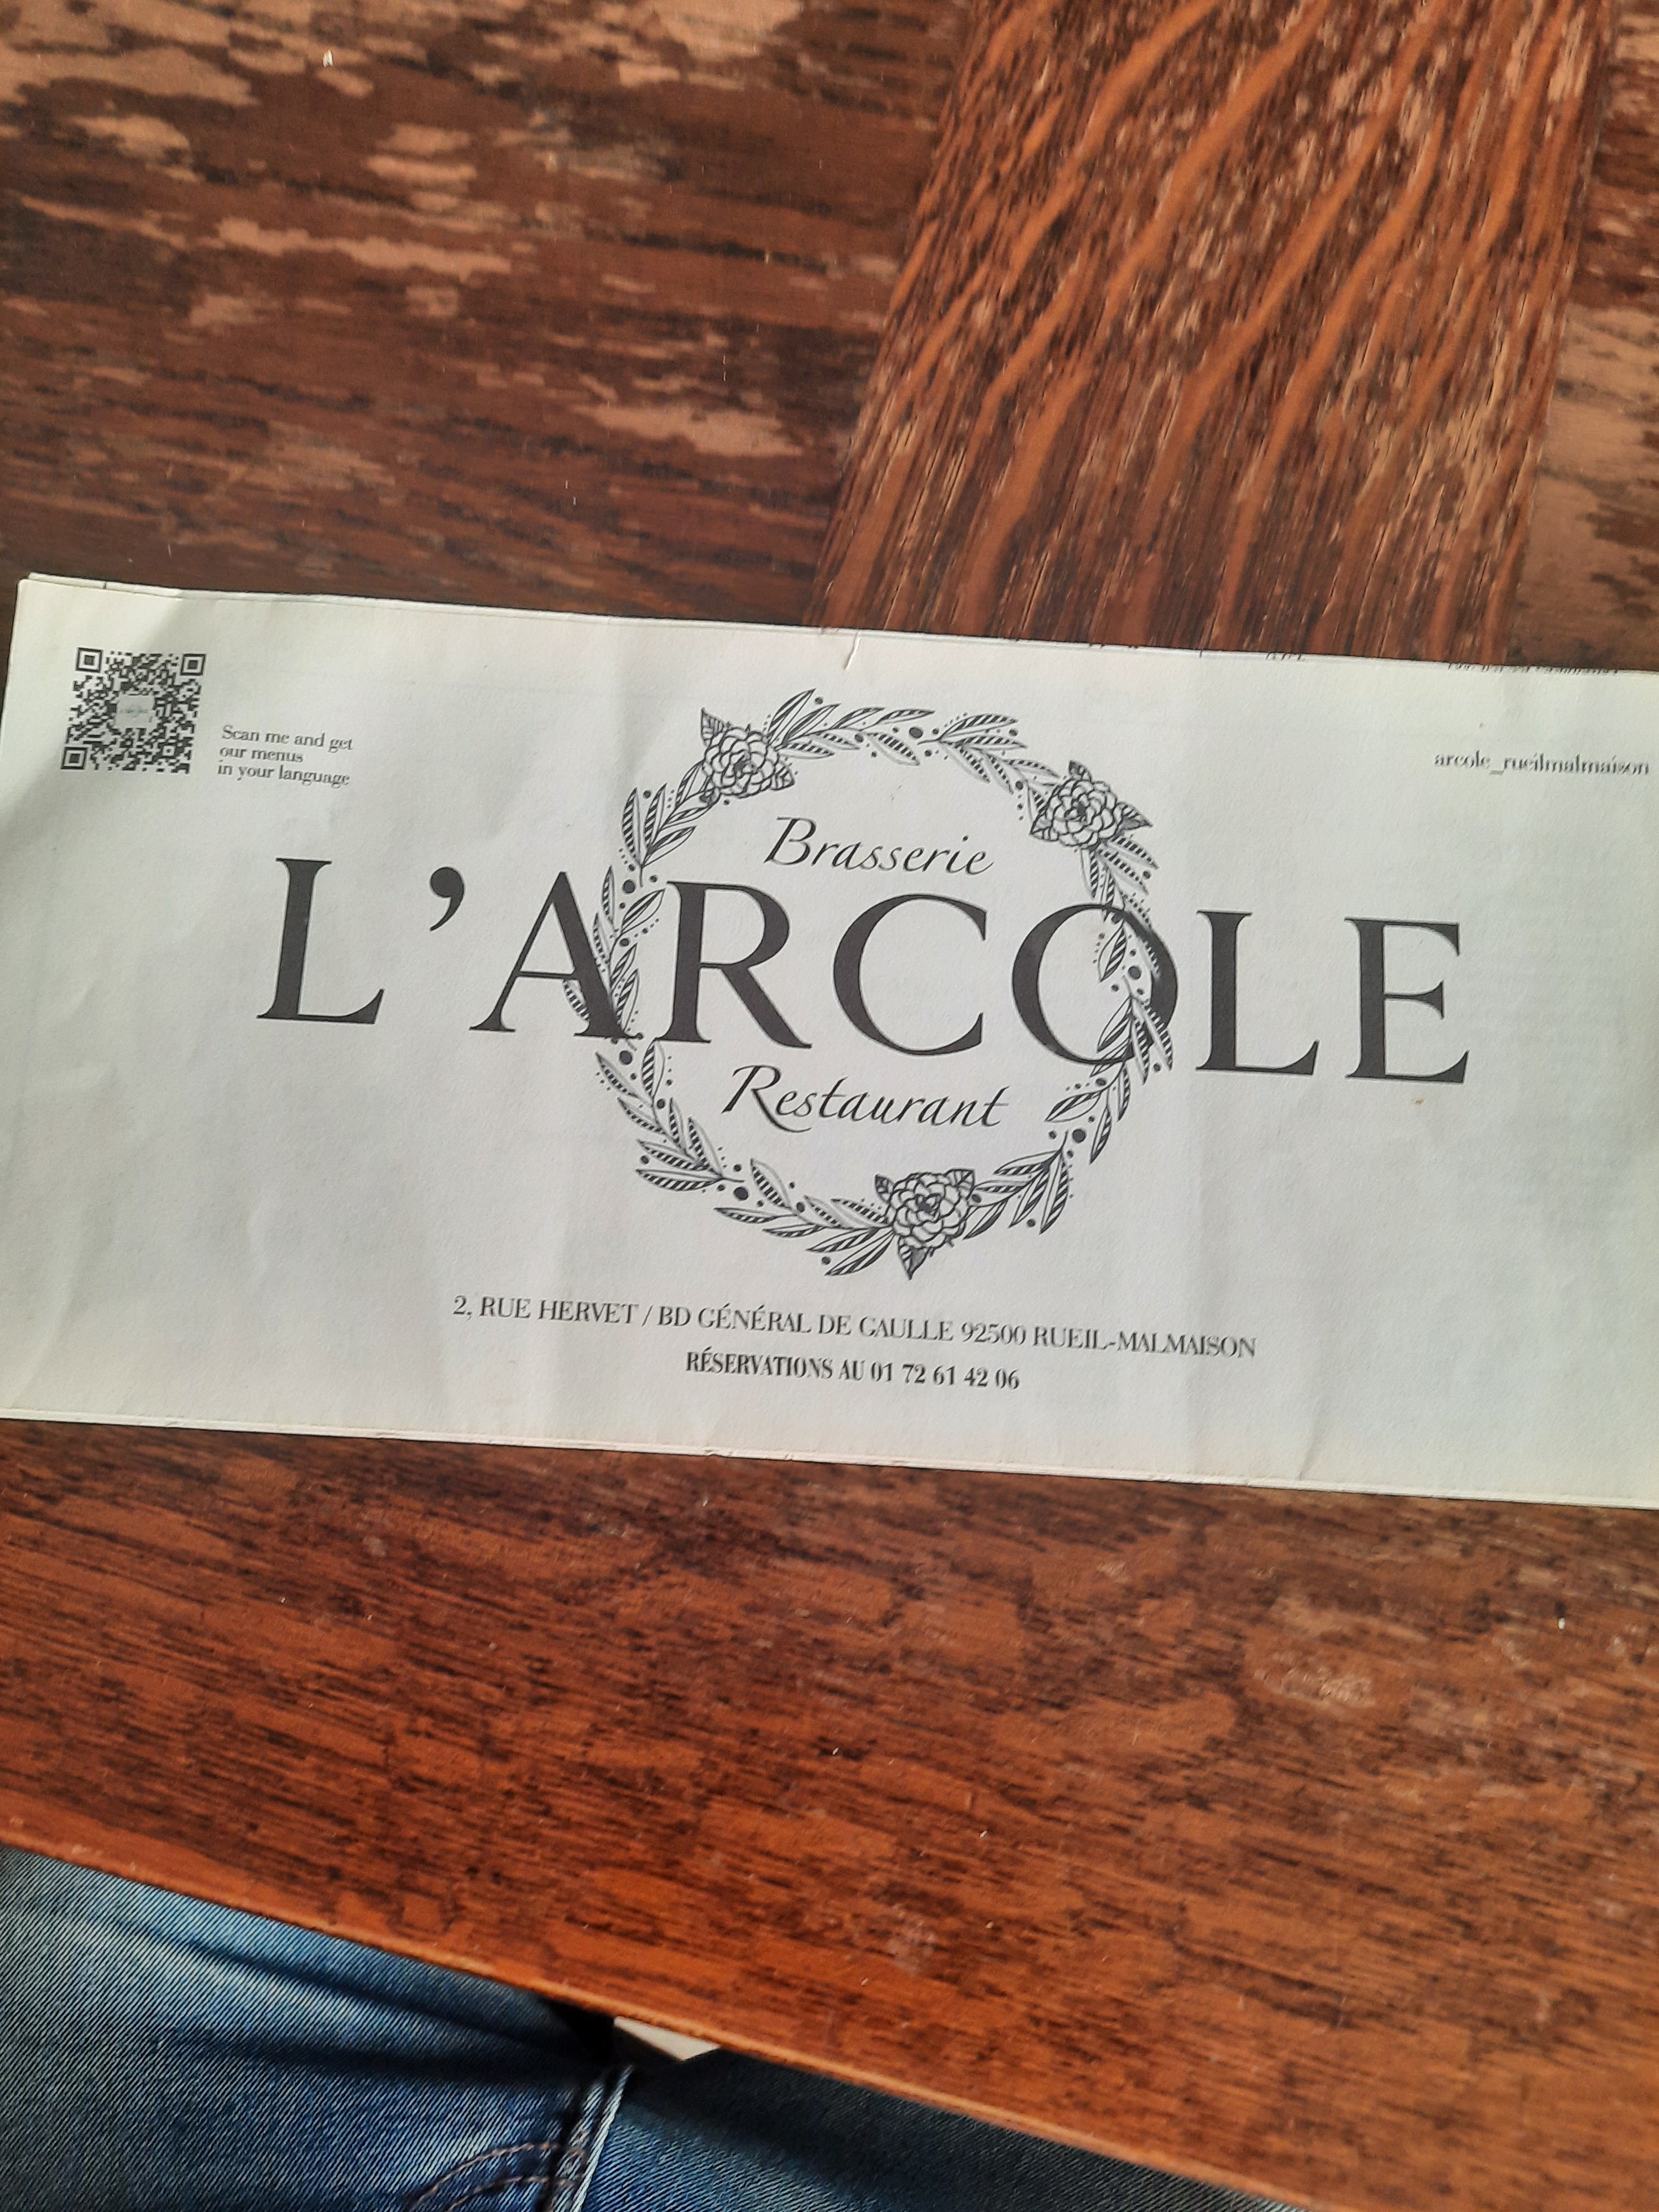 Scan me and get
our menus
in your language
arcole_rueilmalmaison
Brasserie
L'ARCOLE
Restaurant
2, RUE HERVET / BD GÉNÉRAL DE GAULLE 92500 RUEIL-MALMAISON
RÉSERVATIONS AU 01 72 61 42 06